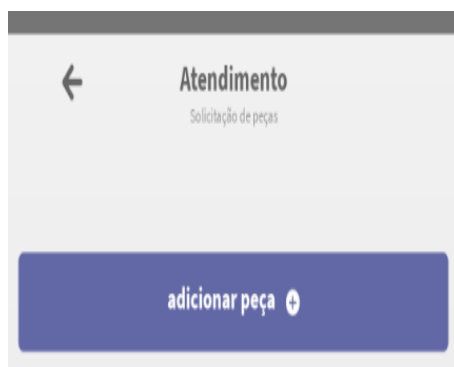 Atendimento
Solicitação de peças
adicionar peça